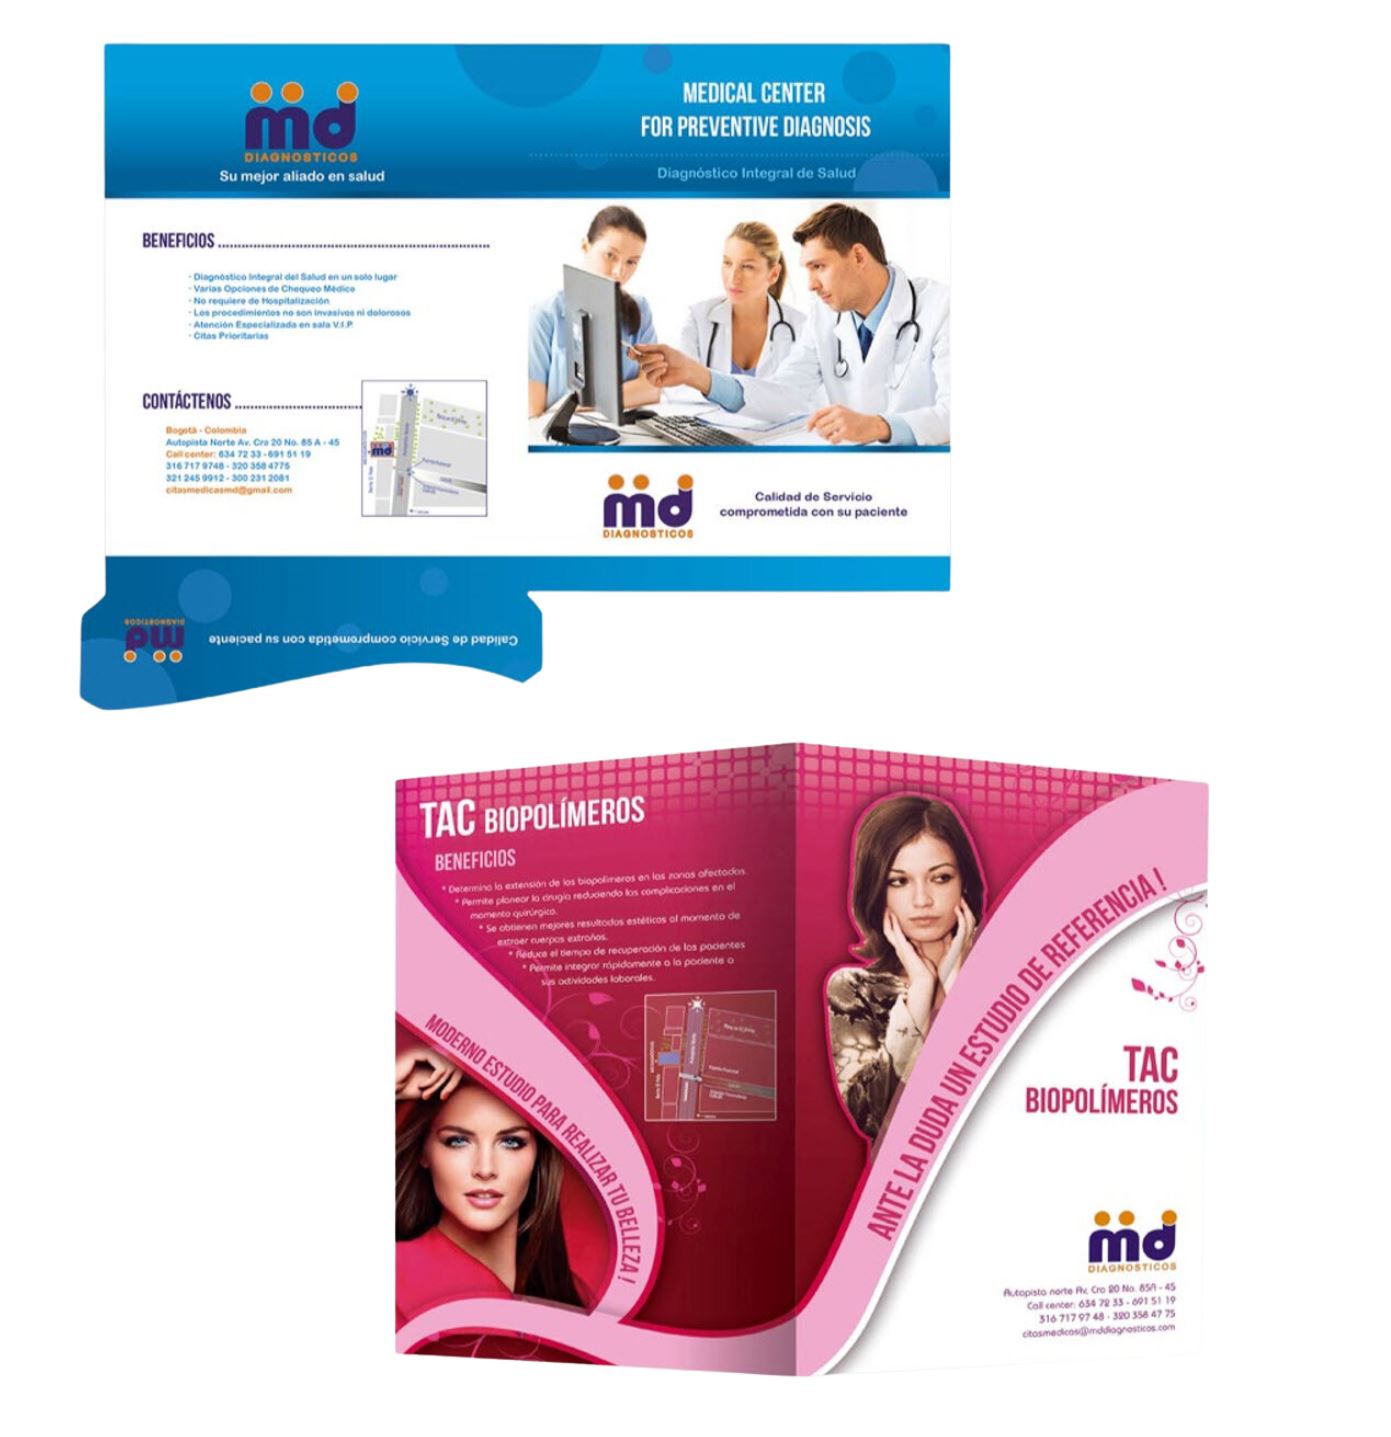 md
DIAGNOSTICOS
Su mejor aliado en salud
MEDICAL CENTER
FOR PREVENTIVE DIAGNOSIS
Diagnóstico Integral de Salud
BENEFICIOS
· Diagnóstico Integral del Salud en un solo lugar
· Varias Opciones de Chequeo Médico
· No requiere de Hospitalización
· Los procedimientos no son invasivos ni dolorosos
· Atención Especializada en sala V.I.P.
· Citas Prioritarias
CONTÁCTENOS
Bogotá - Colombia
Autopista Norte Av. Cra 20 No. 85 A - 45
Call center: 634 72 33 - 691 51 19
316 717 9748 - 320 358 4775
321 245 9912 - 300 231 2081
citasmedicasmd@gmail.com
md
md
DIAGNOSTICOS
Calidad de Servicio
comprometida con su paciente
md
DIAGNOSTICOS
Calidad de Servicio comprometida con su paciente
TAC BIOPOLÍMEROS
BENEFICIOS
* Determina la extensión de los biopolímeros en las zonas afectadas.
* Permite planear la cirugía reduciendo las complicaciones en el
momento quirúrgico.
* Se obtienen mejores resultados estéticos al momento de
extraer cuerpos extraños.
* Reduce el tiempo de recuperación de los pacientes
* Permite integrar rápidamente a la paciente a
sus actividades laborales.
MODERNO ESTUDIO PARA REALIZAR TU BELLEZA !
ANTE LA DUDA UN ESTUDIO DE REFERENCIA !
TAC
BIOPOLÍMEROS
md
DIAGNOSTICOS
Autopista norte Av. Cra 20 No. 85A - 45
Call center: 634 72 33 - 691 51 19
316 717 97 48 - 320 358 47 75
citasmedicas@mddiagnosticos.com